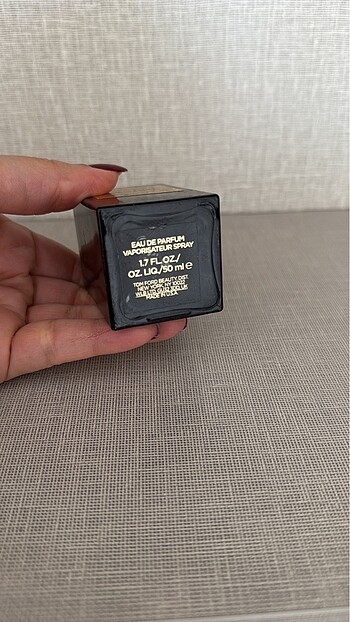 EAU DE PARFUM
VAPORISATEUR SPRAY
1.7 FL.OZ./
OZ. LIQ./50 ml e
TOM FORD BEAUTY, DIST.
NEW YORK, NY 10022
MADE IN U.S.A.